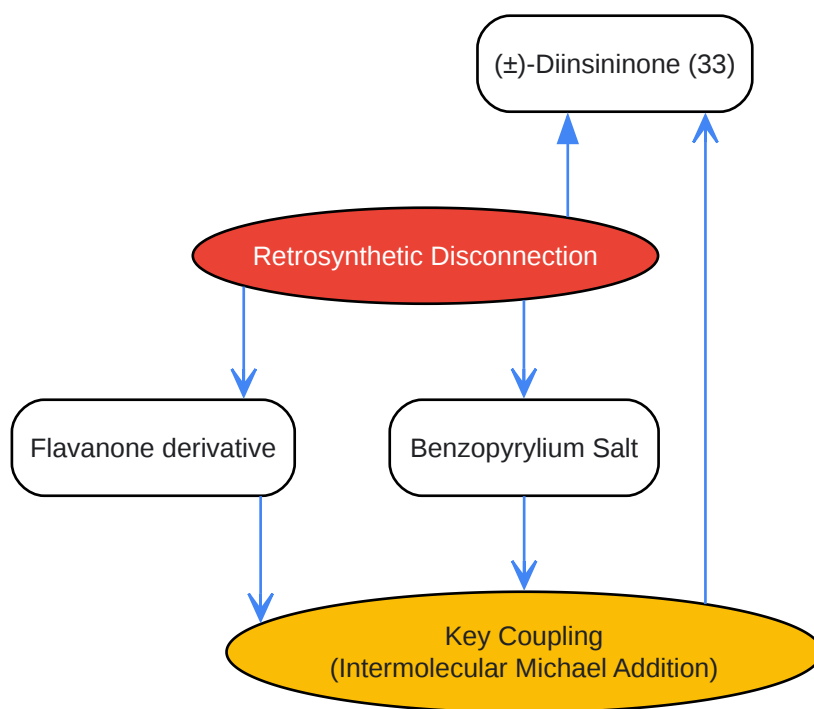 (±)-Diinsininone (33)
Retrosynthetic Disconnection
Flavanone derivative
Benzopyrylium Salt
Key Coupling
(Intermolecular Michael Addition)